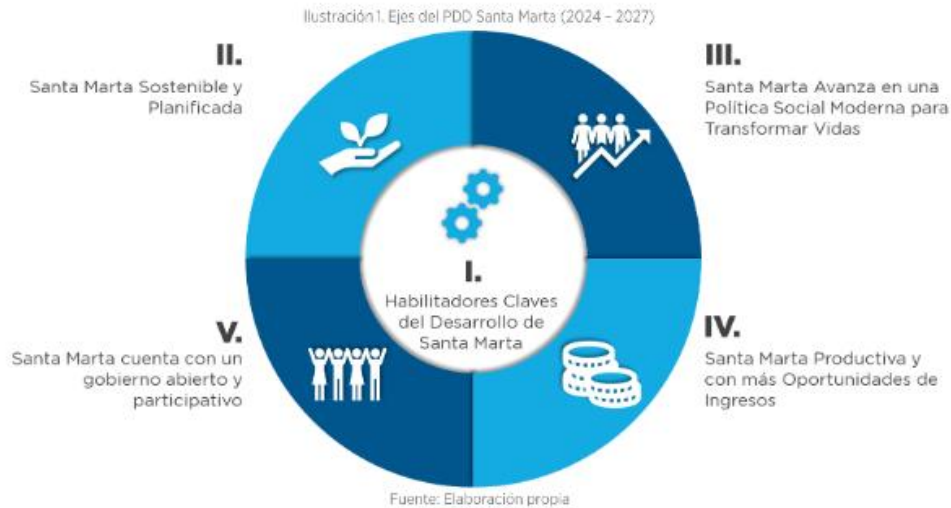 Ilustración 1. Ejes del PDD Santa Marta (2024 – 2027)
II.
Santa Marta Sostenible y
Planificada
III.
Santa Marta Avanza en una
Política Social Moderna para
Transformar Vidas
I.
Habilitadores Claves
del Desarrollo de
Santa Marta
V.
Santa Marta cuenta con un
gobierno abierto y
participativo
IV.
Santa Marta Productiva y
con más Oportunidades de
Ingresos
Fuente: Elaboración propia